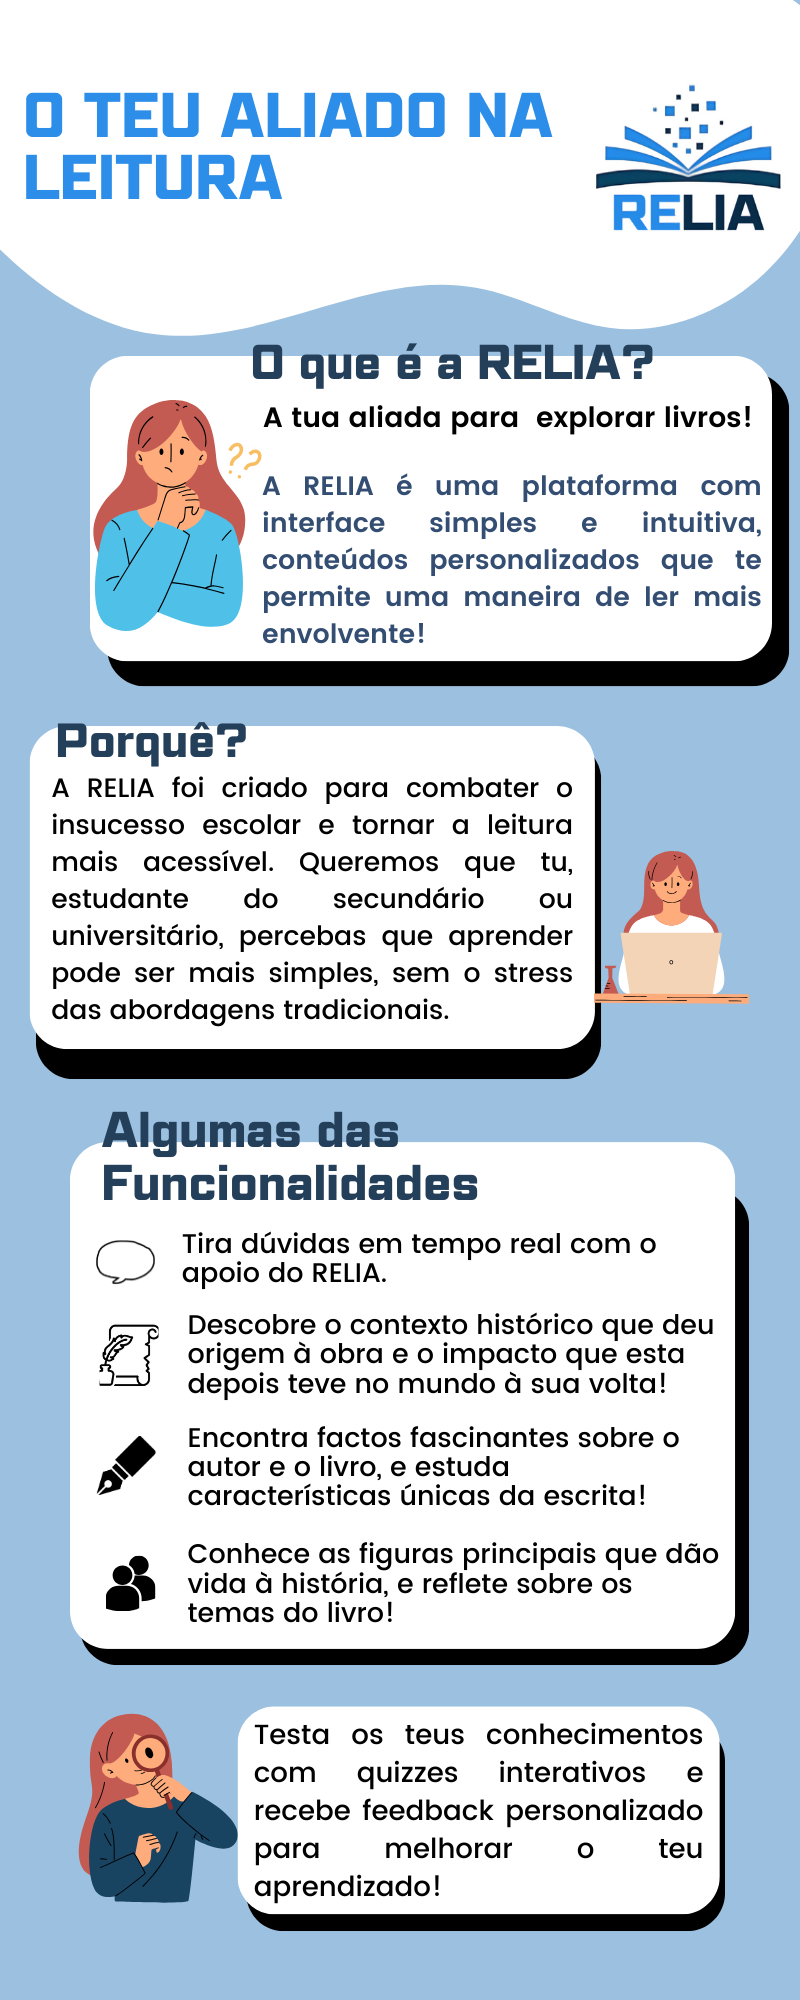 O TEU ALIADO NA
LEITURA
RELIA
O que é a RELIA?
A tua aliada para explorar livros!
??
A RELIA é uma plataforma com
interface simples e intuitiva,
conteúdos personalizados que te
permite uma maneira de ler mais
envolvente!
Porquê?
A RELIA foi criado para combater o
insucesso escolar e tornar a leitura
mais acessível. Queremos que tu,
estudante do secundário ou
universitário, percebas que aprender
pode ser mais simples, sem o stress
das abordagens tradicionais.
Algumas das
Funcionalidades
Tira dúvidas em tempo real com o
apoio do RELIA.
Descobre o contexto histórico que deu
origem à obra e o impacto que esta
depois teve no mundo à sua volta!
Encontra factos fascinantes sobre o
autor e o livro, e estuda
características únicas da escrita!
Conhece as figuras principais que dão
vida à história, e reflete sobre os
temas do livro!
Testa os teus conhecimentos
com quizzes interativos e
recebe feedback personalizado
para melhorar o teu
aprendizado!